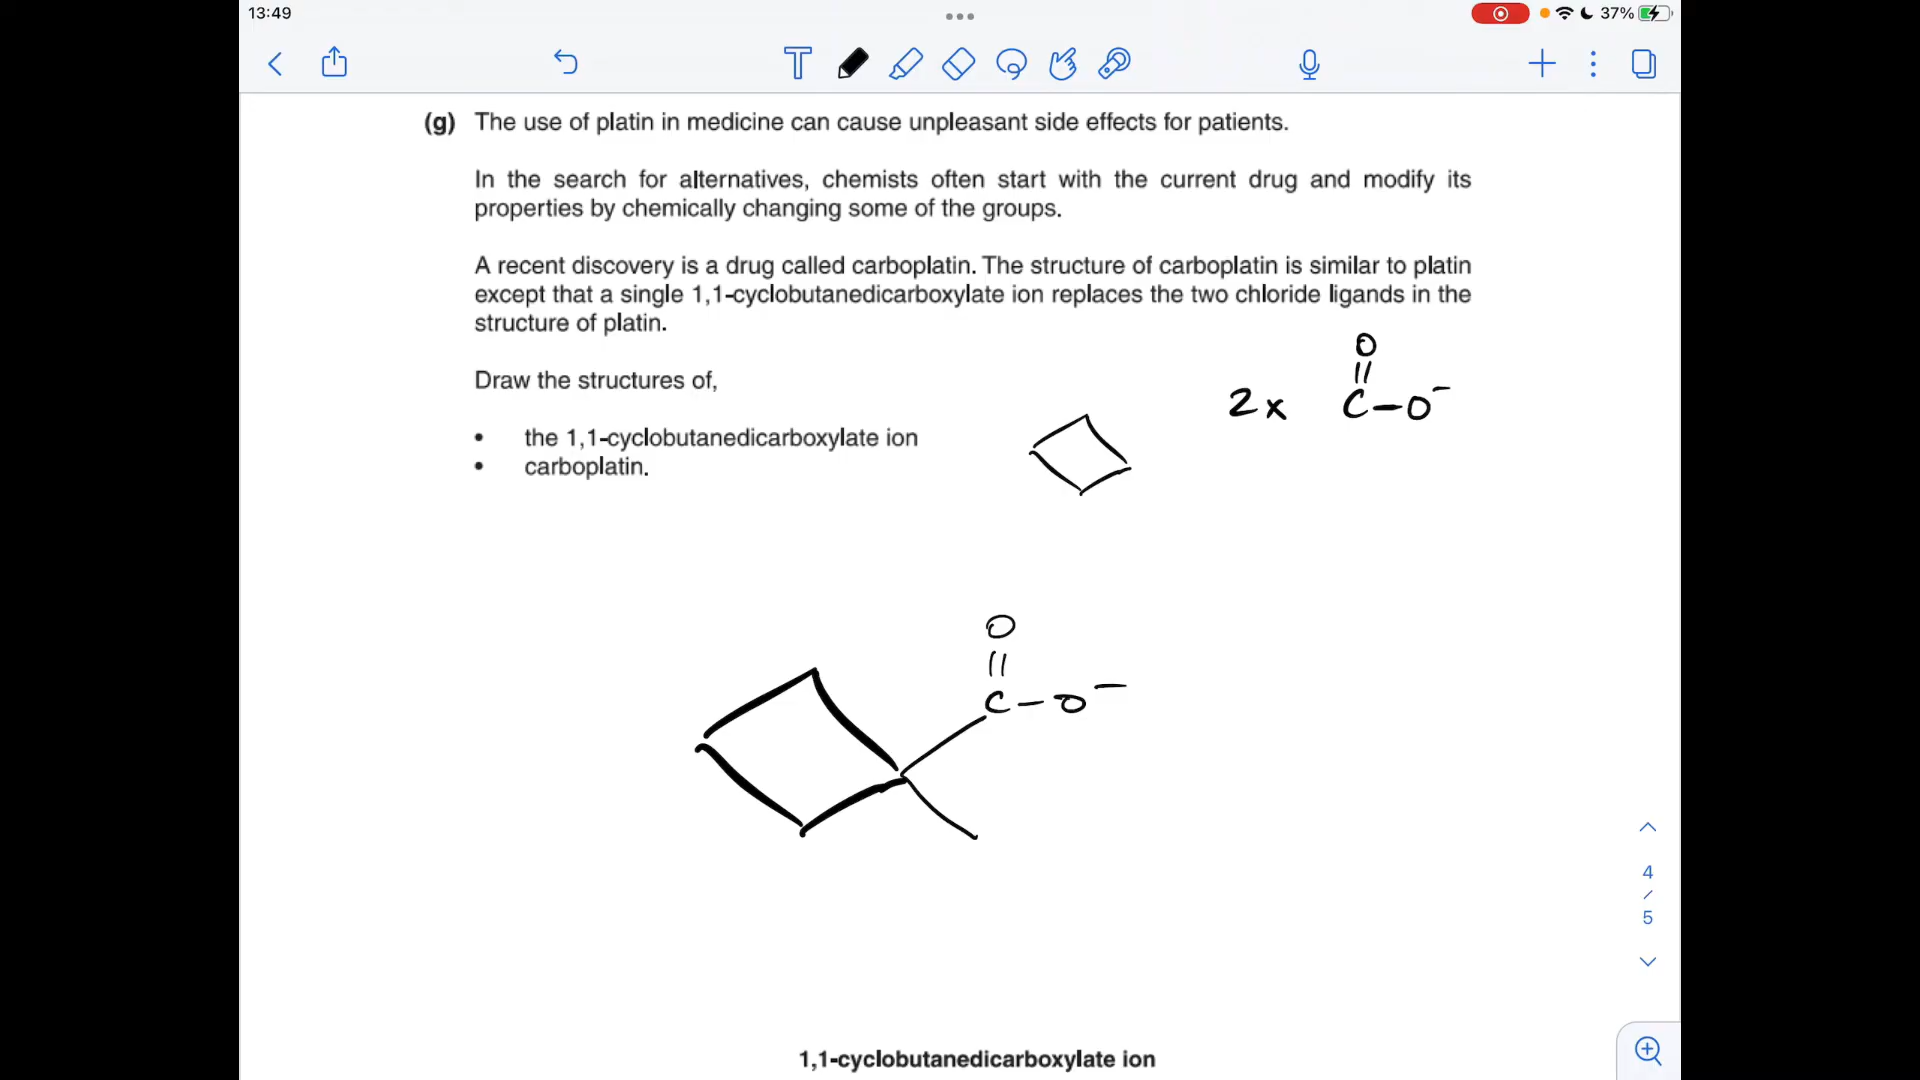 13:49
37%
(g) The use of platin in medicine can cause unpleasant side effects for patients.
In the search for alternatives, chemists often start with the current drug and modify its
properties by chemically changing some of the groups.
A recent discovery is a drug called carboplatin. The structure of carboplatin is similar to platin
except that a single 1,1-cyclobutanedicarboxylate ion replaces the two chloride ligands in the
structure of platin.
O
||
2x C–O⁻
Draw the structures of,
• the 1,1-cyclobutanedicarboxylate ion
• carboplatin.
O
||
C–O⁻
4
/
5
1,1-cyclobutanedicarboxylate ion